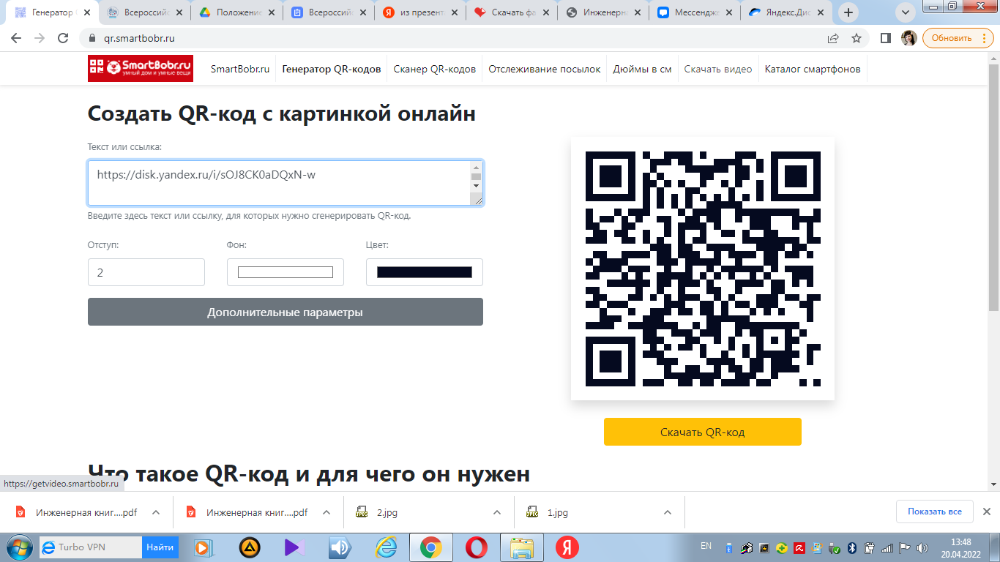 Генератор
Всероссийс
Положение
Всероссийс
из презент
Скачать фа
Инженерна
Мессендже
Яндекс.Дис
qr.smartbobr.ru
Обновить
SmartBobr.ru
умный дом и умные вещи
SmartBobr.ru
Генератор QR-кодов
Сканер QR-кодов
Отслеживание посылок
Дюймы в см
Скачать видео
Каталог смартфонов
Создать QR-код с картинкой онлайн
Текст или ссылка:
https://disk.yandex.ru/i/sOJ8CK0aDQxN-w
Введите здесь текст или ссылку, для которых нужно сгенерировать QR-код.
Отступ:
Фон:
Цвет:
2
Дополнительные параметры
Скачать QR-код
Что такое QR-код и для чего он нужен
https://getvideo.smartbobr.ru
Инженерная книг....pdf
Инженерная книг....pdf
2.jpg
1.jpg
Показать все
Turbo VPN
Найти
EN
13:48
20.04.2022